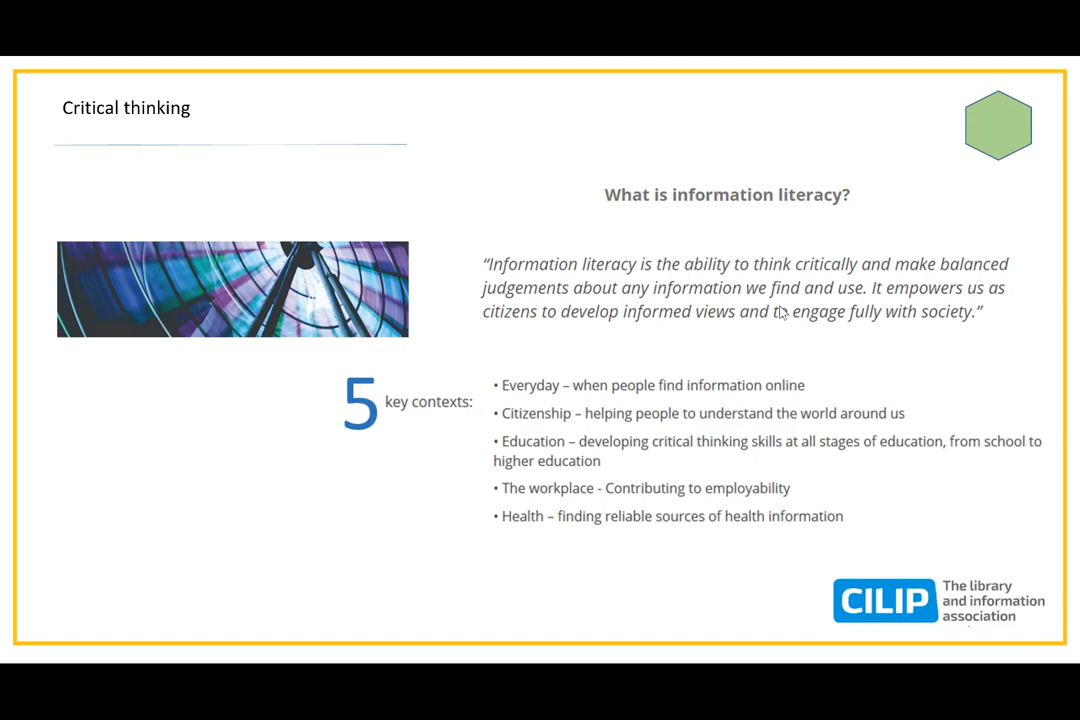 Critical thinking
What is information literacy?
“Information literacy is the ability to think critically and make balanced
judgements about any information we find and use. It empowers us as
citizens to develop informed views and to engage fully with society.”
5 key contexts:
• Everyday – when people find information online
• Citizenship – helping people to understand the world around us
• Education – developing critical thinking skills at all stages of education, from school to
higher education
• The workplace - Contributing to employability
• Health – finding reliable sources of health information
CILIP
The library
and information
association